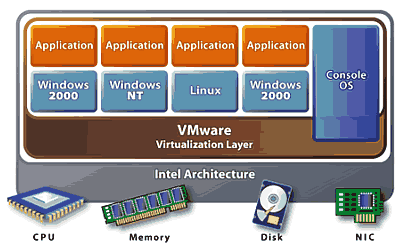 Application Application Application Application
Console OS
Windows 2000 Windows NT Linux Windows 2000
VMware
Virtualization Layer
Intel Architecture
CPU Memory Disk NIC